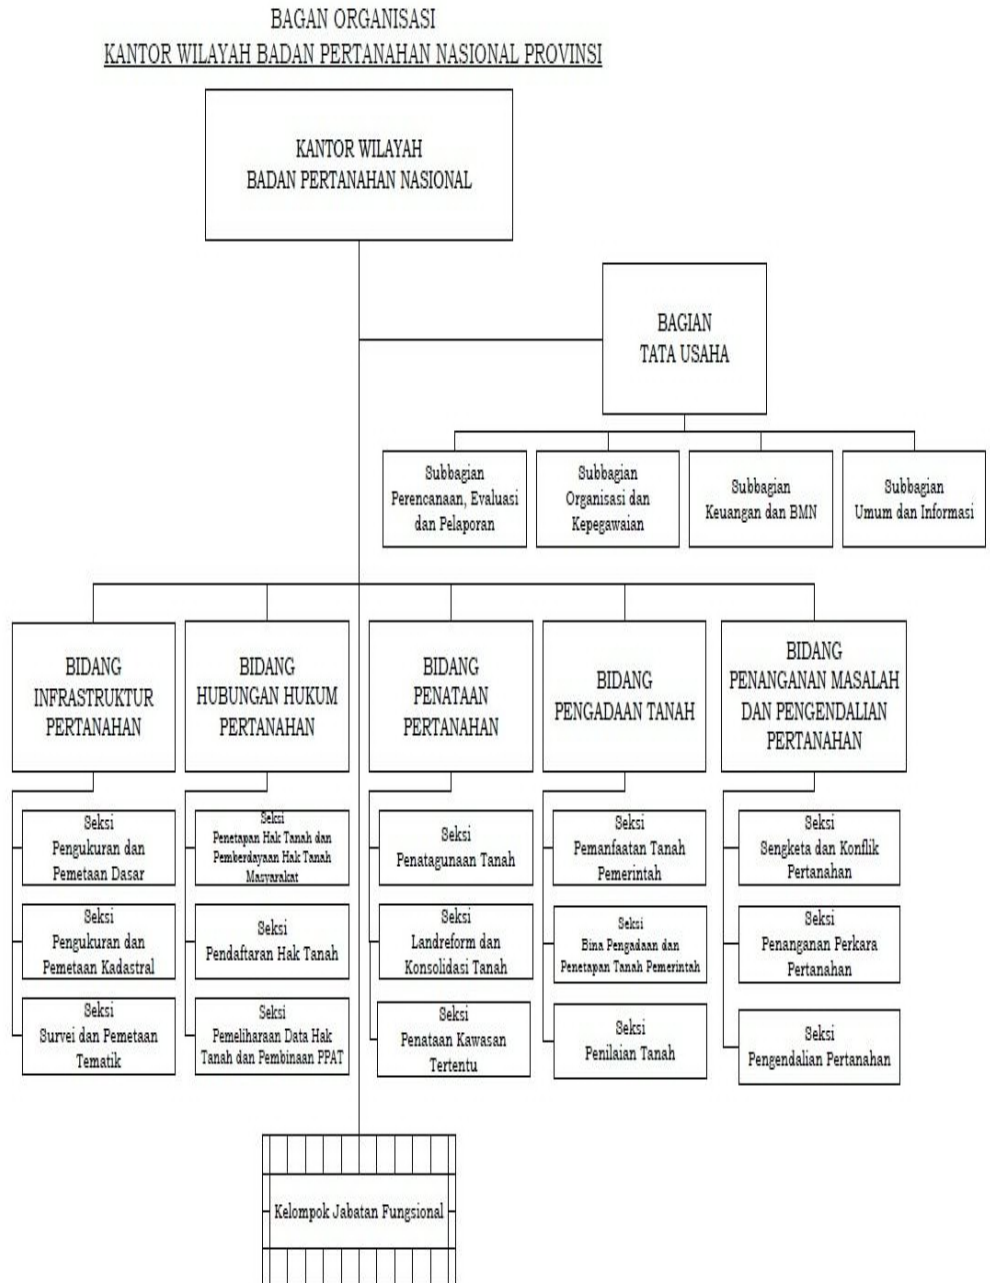 BAGAN ORGANISASI
KANTOR WILAYAH BADAN PERTANAHAN NASIONAL PROVINSI
KANTOR WILAYAH
BADAN PERTANAHAN NASIONAL
BAGIAN
TATA USAHA
Subbagian
Perencanaan, Evaluasi
dan Pelaporan
Subbagian
Organisasi dan
Kepegawaian
Subbagian
Keuangan dan BMN
Subbagian
Umum dan Informasi
BIDANG
INFRASTRUKTUR
PERTANAHAN
BIDANG
HUBUNGAN HUKUM
PERTANAHAN
BIDANG
PENATAAN
PERTANAHAN
BIDANG
PENGADAAN TANAH
BIDANG
PENANGANAN MASALAH
DAN PENGENDALIAN
PERTANAHAN
Seksi
Pengukuran dan
Pemetaan Dasar
Seksi
Pengukuran dan
Pemetaan Kadastral
Seksi
Survei dan Pemetaan
Tematik
Seksi
Penetapan Hak Tanah dan
Pemberdayaan Hak Tanah
Masyarakat
Seksi
Pendaftaran Hak Tanah
Seksi
Pemeliharaan Data Hak
Tanah dan Pembinaan PPAT
Seksi
Penatagunaan Tanah
Seksi
Landreform dan
Konsolidasi Tanah
Seksi
Penataan Kawasan
Tertentu
Seksi
Pemanfaatan Tanah
Pemerintah
Seksi
Bina Pengadaan dan
Penetapan Tanah Pemerintah
Seksi
Penilaian Tanah
Seksi
Sengketa dan Konflik
Pertanahan
Seksi
Penanganan Perkara
Pertanahan
Seksi
Pengendalian Pertanahan
Kelompok Jabatan Fungsional